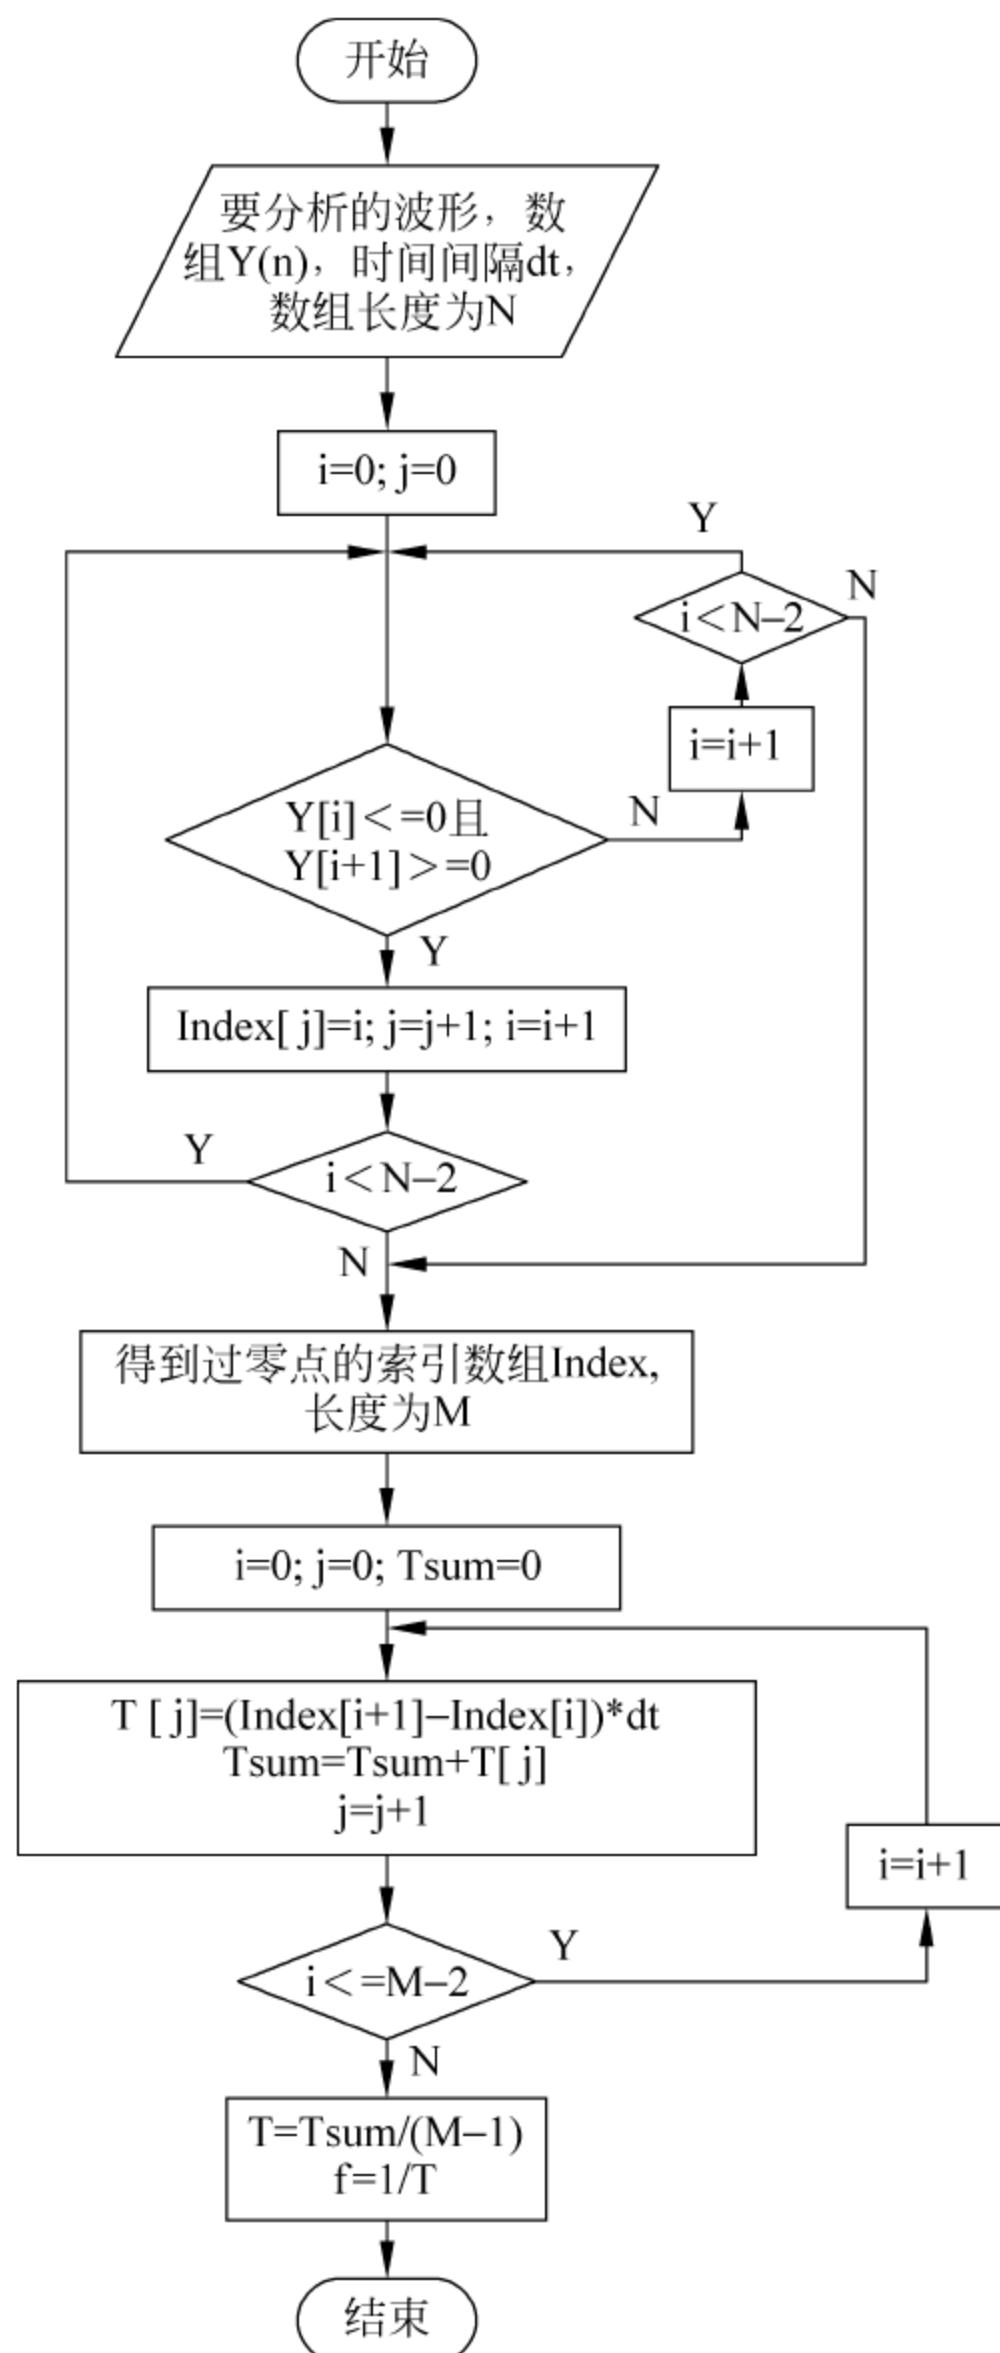 开始
要分析的波形，数
组Y(n)，时间间隔dt，
数组长度为N
i=0; j=0
Y
i＜N–2
N
i=i+1
N
Y[i]＜=0且
Y[i+1]＞=0
Y
Index[ j]=i; j=j+1; i=i+1
Y
i＜N–2
N
得到过零点的索引数组Index,
长度为M
i=0; j=0; Tsum=0
T [ j]=(Index[i+1]–Index[i])*dt
Tsum=Tsum+T[ j]
j=j+1
i=i+1
Y
i＜=M–2
N
T=Tsum/(M–1)
f=1/T
结束